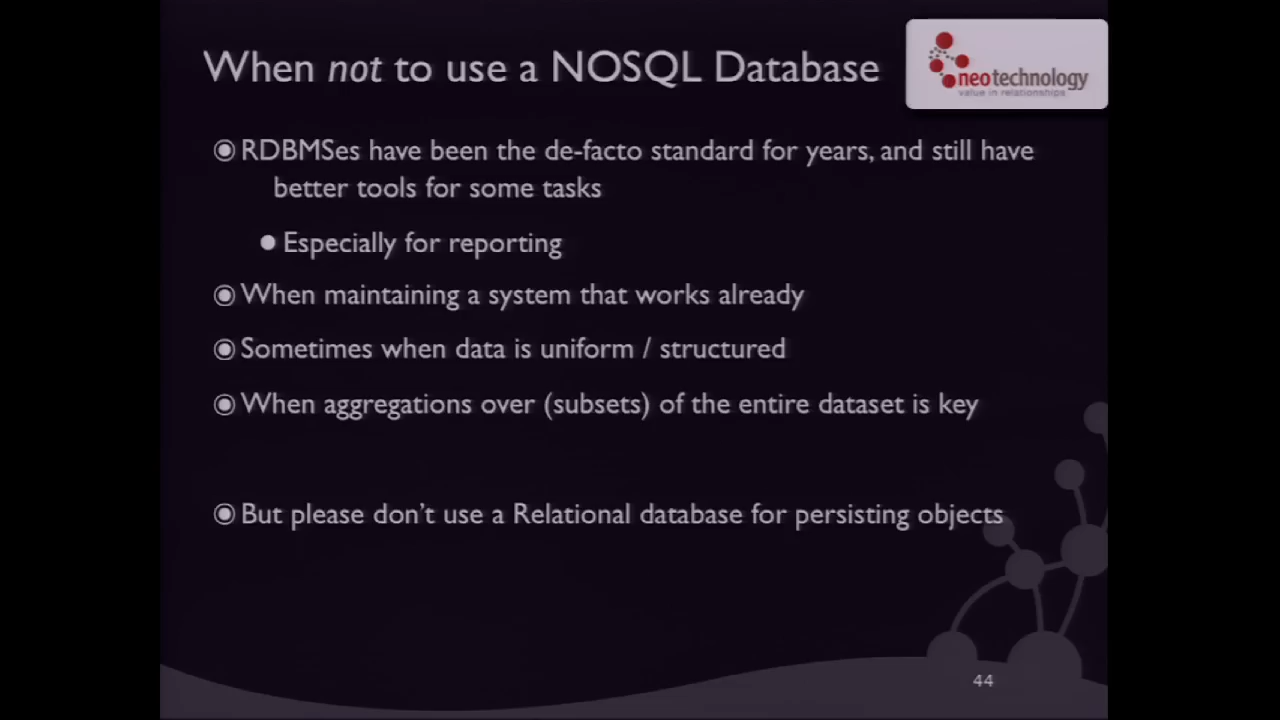 When not to use a NOSQL Database
neotechnology
value in relationships
RDBMSes have been the de-facto standard for years, and still have
better tools for some tasks
Especially for reporting
When maintaining a system that works already
Sometimes when data is uniform / structured
When aggregations over (subsets) of the entire dataset is key
But please don't use a Relational database for persisting objects
44